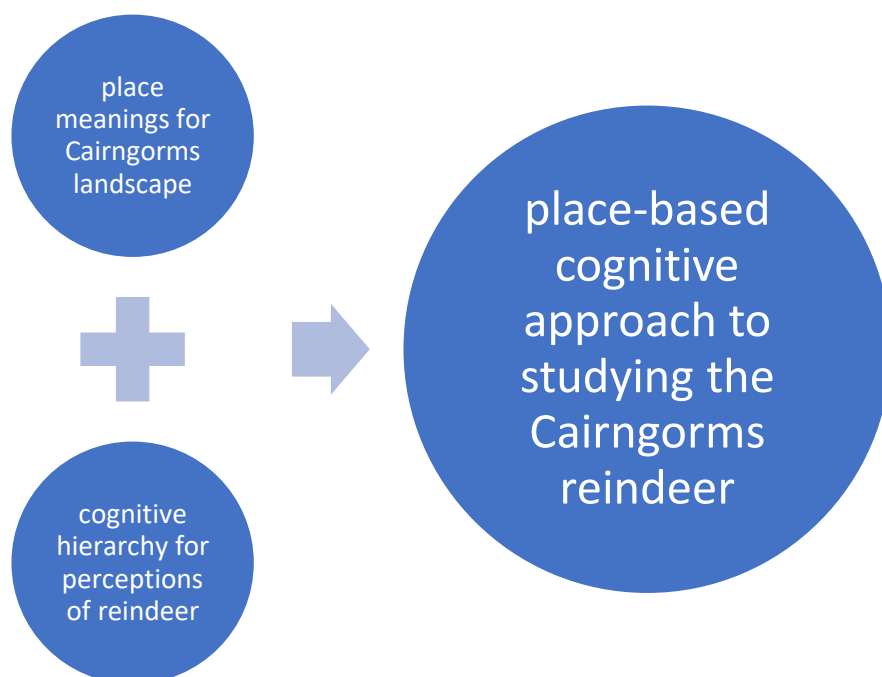 place
meanings for
Cairngorms
landscape
cognitive
hierarchy for
perceptions
of reindeer
place-based
cognitive
approach to
studying the
Cairngorms
reindeer